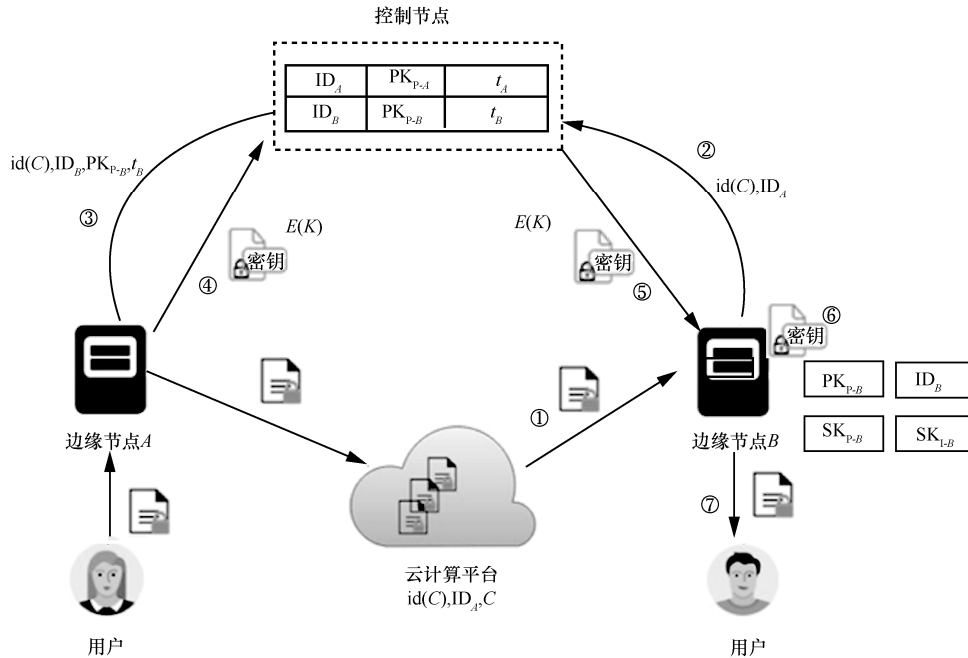 控制节点
ID_A PK_P-A t_A
ID_B PK_P-B t_B
id(C),ID_B,PK_P-B,t_B
③
②
id(C),ID_A
E(K)
密钥
④
E(K)
密钥
⑤
密钥
⑥
PK_P-B ID_B
SK_P-B SK_1-B
边缘节点A
①
边缘节点B
⑦
云计算平台
id(C),ID_A,C
用户
用户